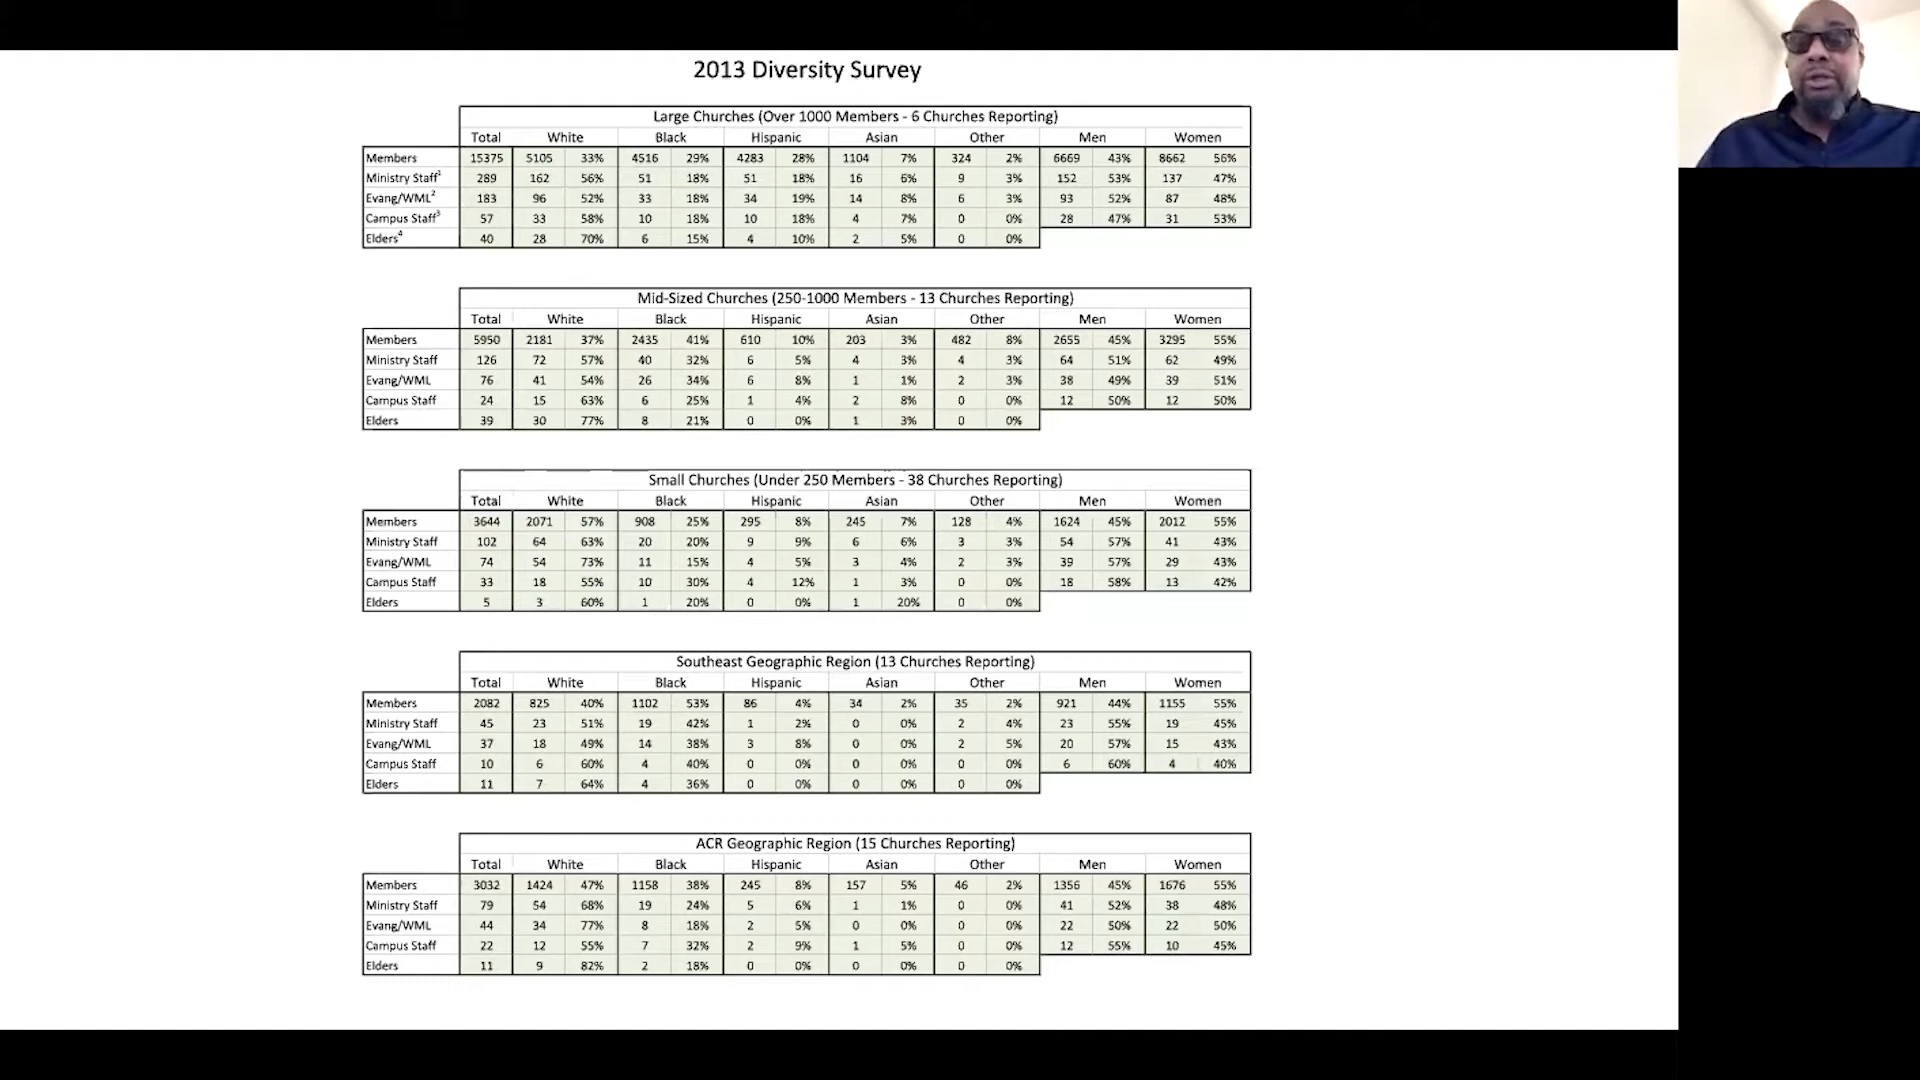 2013 Diversity Survey
Large Churches (Over 1000 Members - 6 Churches Reporting)
Total White Black Hispanic Asian Other Men Women
Members 15375 5105 33% 4516 29% 4283 28% 1104 7% 324 2% 6669 43% 8662 56%
Ministry Staff¹ 289 162 56% 51 18% 51 18% 16 6% 9 3% 152 53% 137 47%
Evang/WML² 183 96 52% 33 18% 34 19% 14 8% 6 3% 93 52% 87 48%
Campus Staff³ 57 33 58% 10 18% 10 18% 4 7% 0 0% 28 47% 31 53%
Elders⁴ 40 28 70% 6 15% 4 10% 2 5% 0 0%
Mid-Sized Churches (250-1000 Members - 13 Churches Reporting)
Total White Black Hispanic Asian Other Men Women
Members 5950 2181 37% 2435 41% 610 10% 203 3% 482 8% 2655 45% 3295 55%
Ministry Staff 126 72 57% 40 32% 6 5% 4 3% 4 3% 64 51% 62 49%
Evang/WML 76 41 54% 26 34% 6 8% 1 1% 2 3% 38 49% 39 51%
Campus Staff 24 15 63% 6 25% 1 4% 2 8% 0 0% 12 50% 12 50%
Elders 39 30 77% 8 21% 0 0% 1 3% 0 0%
Small Churches (Under 250 Members - 38 Churches Reporting)
Total White Black Hispanic Asian Other Men Women
Members 3644 2071 57% 908 25% 295 8% 245 7% 128 4% 1624 45% 2012 55%
Ministry Staff 102 64 63% 20 20% 9 9% 6 6% 3 3% 54 57% 41 43%
Evang/WML 74 54 73% 11 15% 4 5% 3 4% 2 3% 39 57% 29 43%
Campus Staff 33 18 55% 10 30% 4 12% 1 3% 0 0% 18 58% 13 42%
Elders 5 3 60% 1 20% 0 0% 1 20% 0 0%
Southeast Geographic Region (13 Churches Reporting)
Total White Black Hispanic Asian Other Men Women
Members 2082 825 40% 1102 53% 86 4% 34 2% 35 2% 921 44% 1155 55%
Ministry Staff 45 23 51% 19 42% 1 2% 0 0% 2 4% 23 55% 19 45%
Evang/WML 37 18 49% 14 38% 3 8% 0 0% 2 5% 20 57% 15 43%
Campus Staff 10 6 60% 4 40% 0 0% 0 0% 0 0% 6 60% 4 40%
Elders 11 7 64% 4 36% 0 0% 0 0% 0 0%
ACR Geographic Region (15 Churches Reporting)
Total White Black Hispanic Asian Other Men Women
Members 3032 1424 47% 1158 38% 245 8% 157 5% 46 2% 1356 45% 1676 55%
Ministry Staff 79 54 68% 19 24% 5 6% 1 1% 0 0% 41 52% 38 48%
Evang/WML 44 34 77% 8 18% 2 5% 0 0% 0 0% 22 50% 22 50%
Campus Staff 22 12 55% 7 32% 2 9% 1 5% 0 0% 12 55% 10 45%
Elders 11 9 82% 2 18% 0 0% 0 0% 0 0%